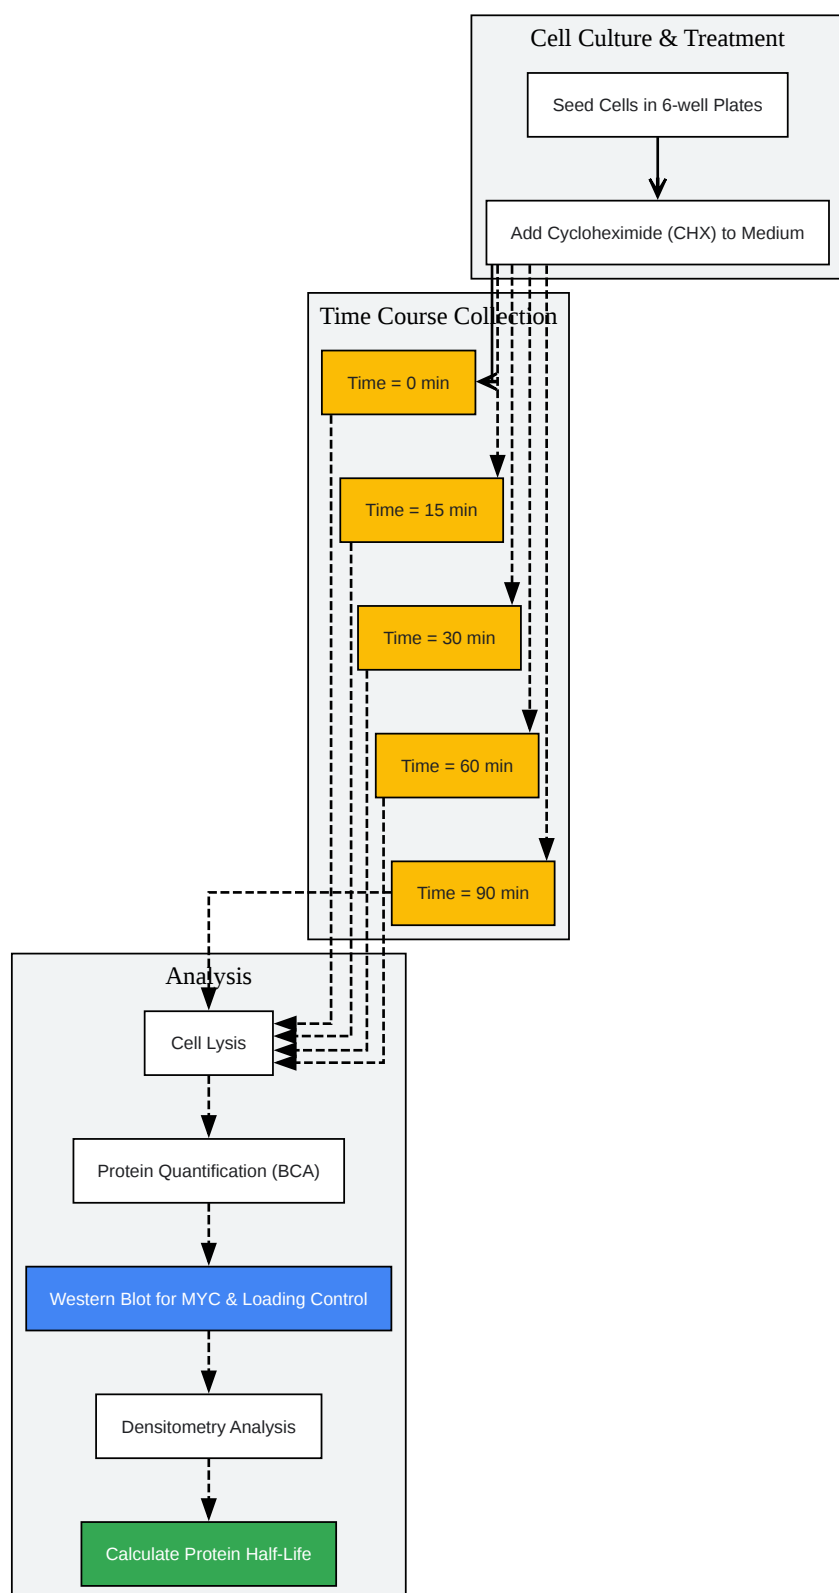 Cell Culture & Treatment
Seed Cells in 6-well Plates
Add Cycloheximide (CHX) to Medium
Time Course Collection
Time = 0 min
Time = 15 min
Time = 30 min
Time = 60 min
Time = 90 min
Analysis
Cell Lysis
Protein Quantification (BCA)
Western Blot for MYC & Loading Control
Densitometry Analysis
Calculate Protein Half-Life